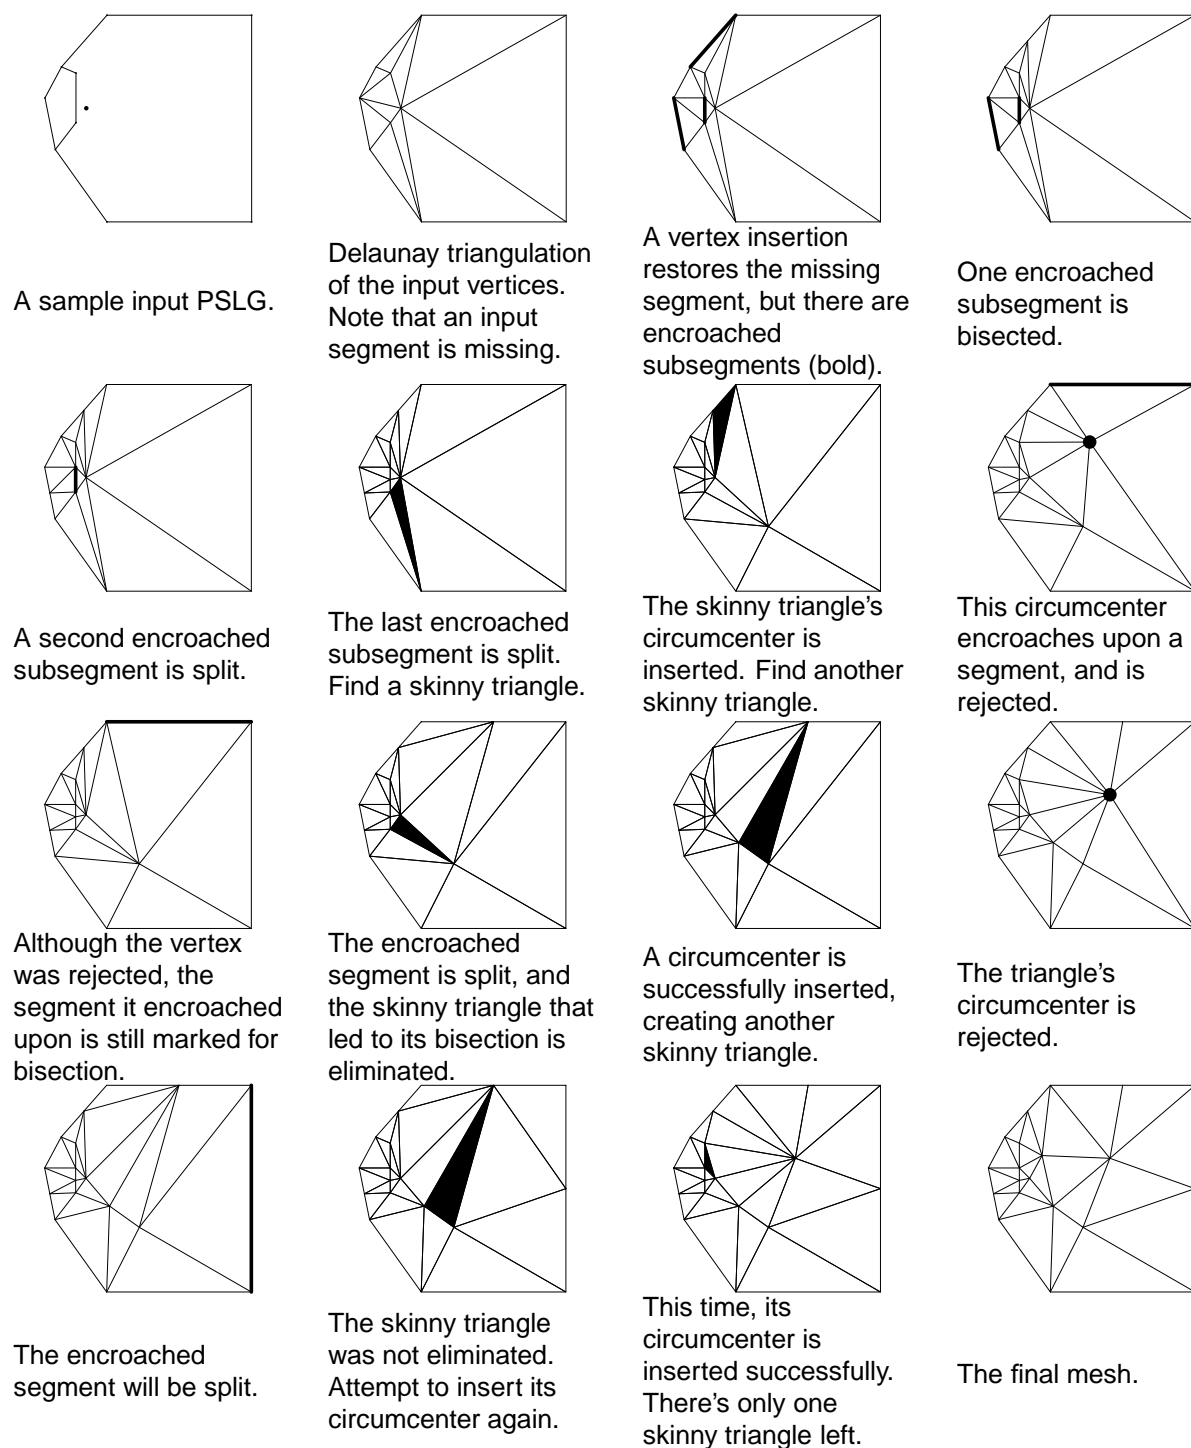 A sample input PSLG.
Delaunay triangulation
of the input vertices.
Note that an input
segment is missing.
A vertex insertion
restores the missing
segment, but there are
encroached
subsegments (bold).
One encroached
subsegment is
bisected.
A second encroached
subsegment is split.
The last encroached
subsegment is split.
Find a skinny triangle.
The skinny triangle's
circumcenter is
inserted. Find another
skinny triangle.
This circumcenter
encroaches upon a
segment, and is
rejected.
Although the vertex
was rejected, the
segment it encroached
upon is still marked for
bisection.
The encroached
segment is split, and
the skinny triangle that
led to its bisection is
eliminated.
A circumcenter is
successfully inserted,
creating another
skinny triangle.
The triangle's
circumcenter is
rejected.
The encroached
segment will be split.
The skinny triangle
was not eliminated.
Attempt to insert its
circumcenter again.
This time, its
circumcenter is
inserted successfully.
There's only one
skinny triangle left.
The final mesh.